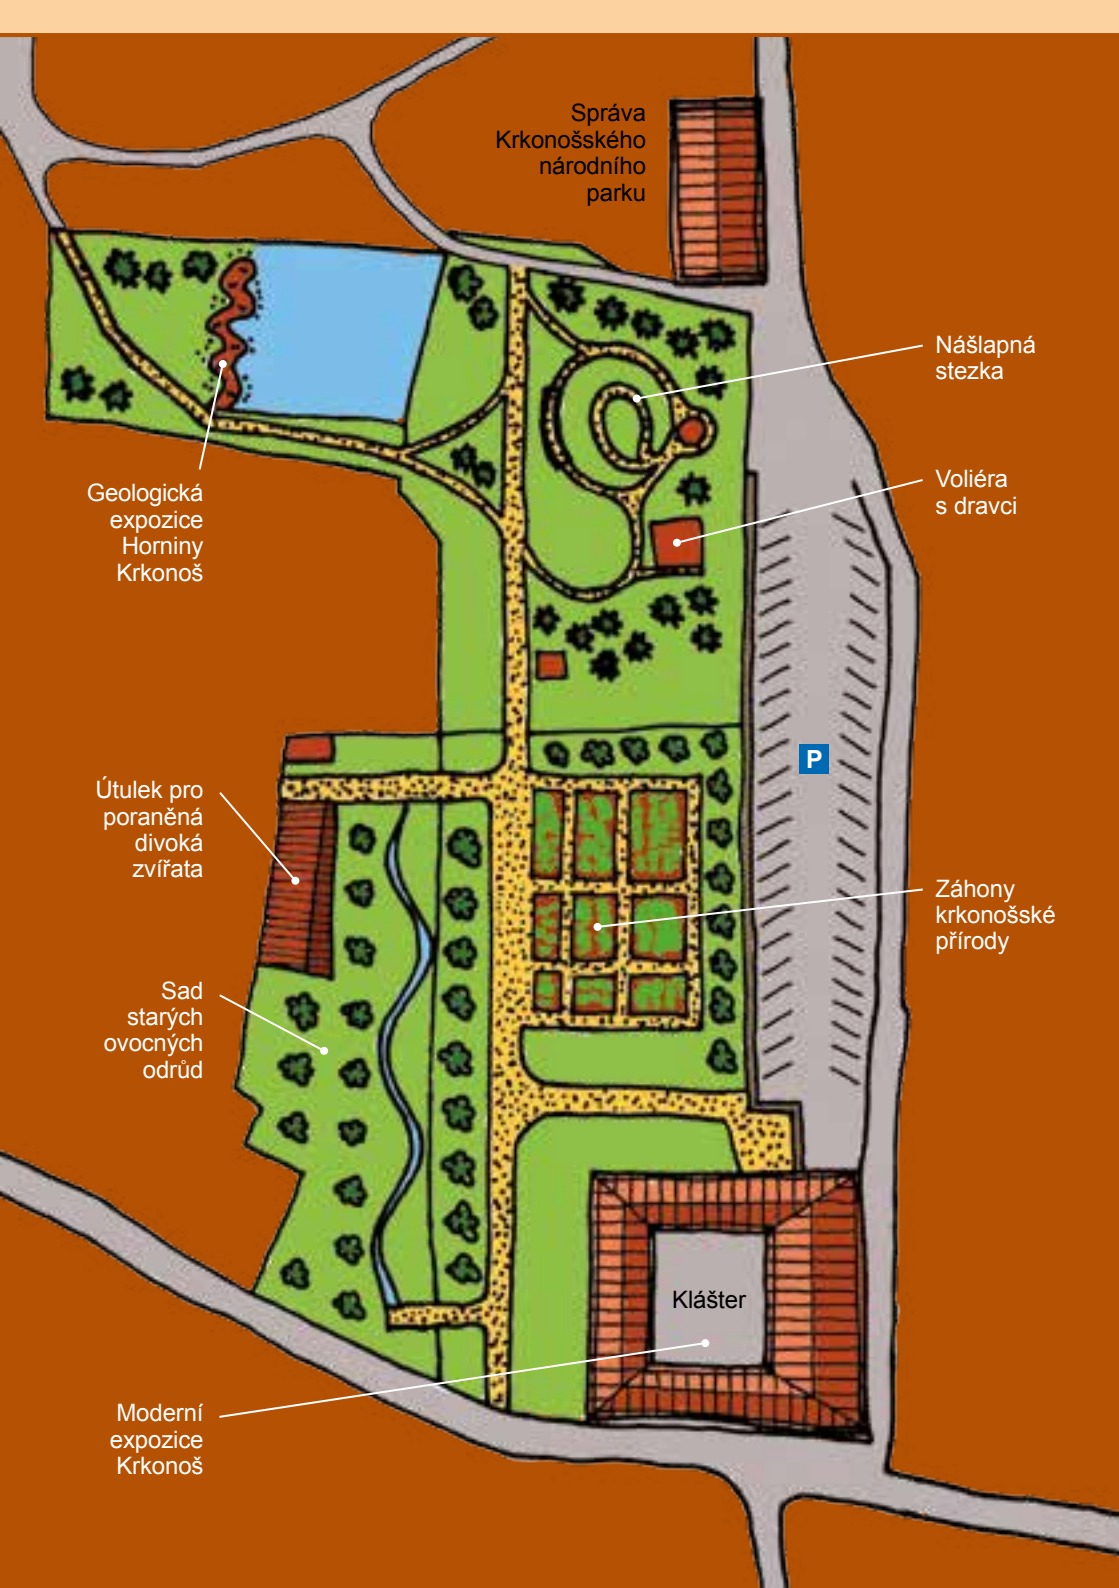 Správa
Krkonošského
národního
parku
Nášlapná
stezka
Voliéra
s dravci
Geologická
expozice
Horniny
Krkonoš
P
Útulek pro
poraněná
divoká
zvířata
Záhony
krkonošské
přírody
Sad
starých
ovocných
odrůd
Klášter
Moderní
expozice
Krkonoš